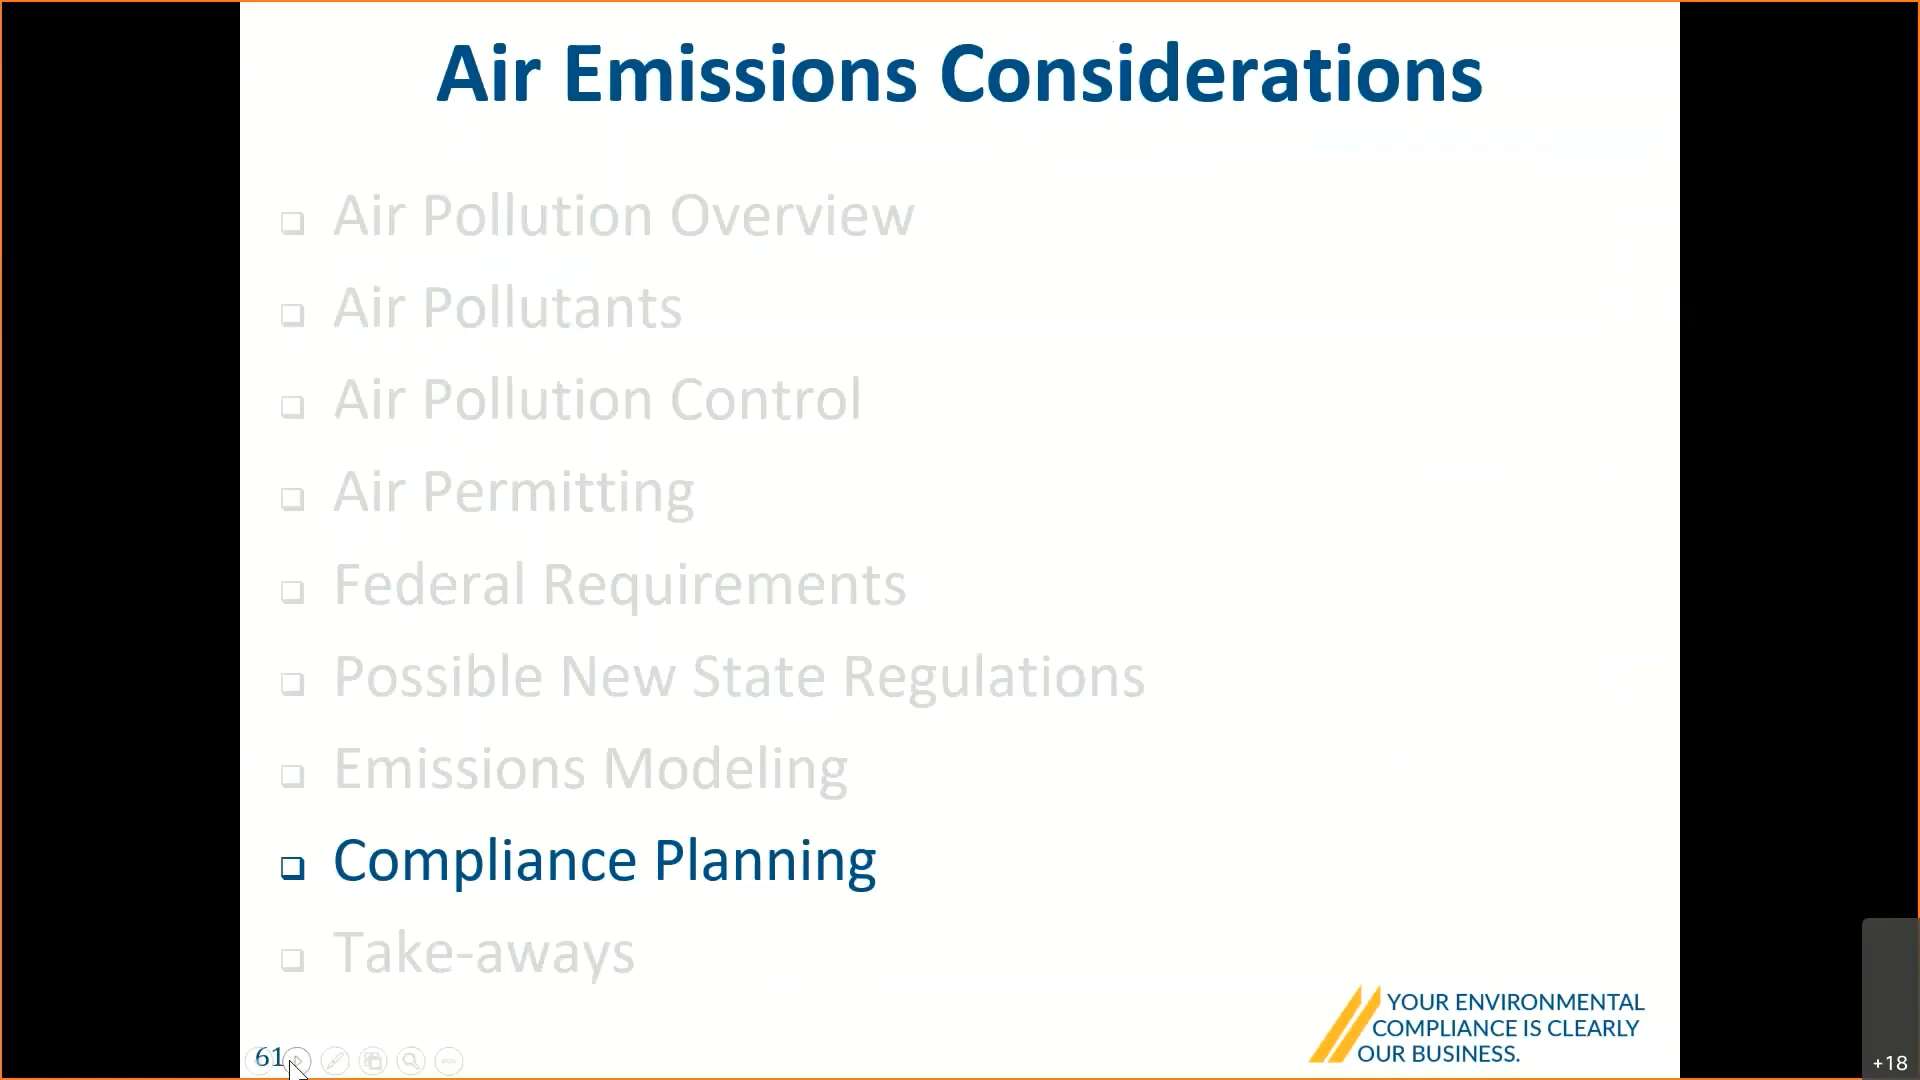 Air Emissions Considerations
Air Pollution Overview
Air Pollutants
Air Pollution Control
Air Permitting
Federal Requirements
Possible New State Regulations
Emissions Modeling
Compliance Planning
Take-aways
YOUR ENVIRONMENTAL
COMPLIANCE IS CLEARLY
OUR BUSINESS.
61
+18